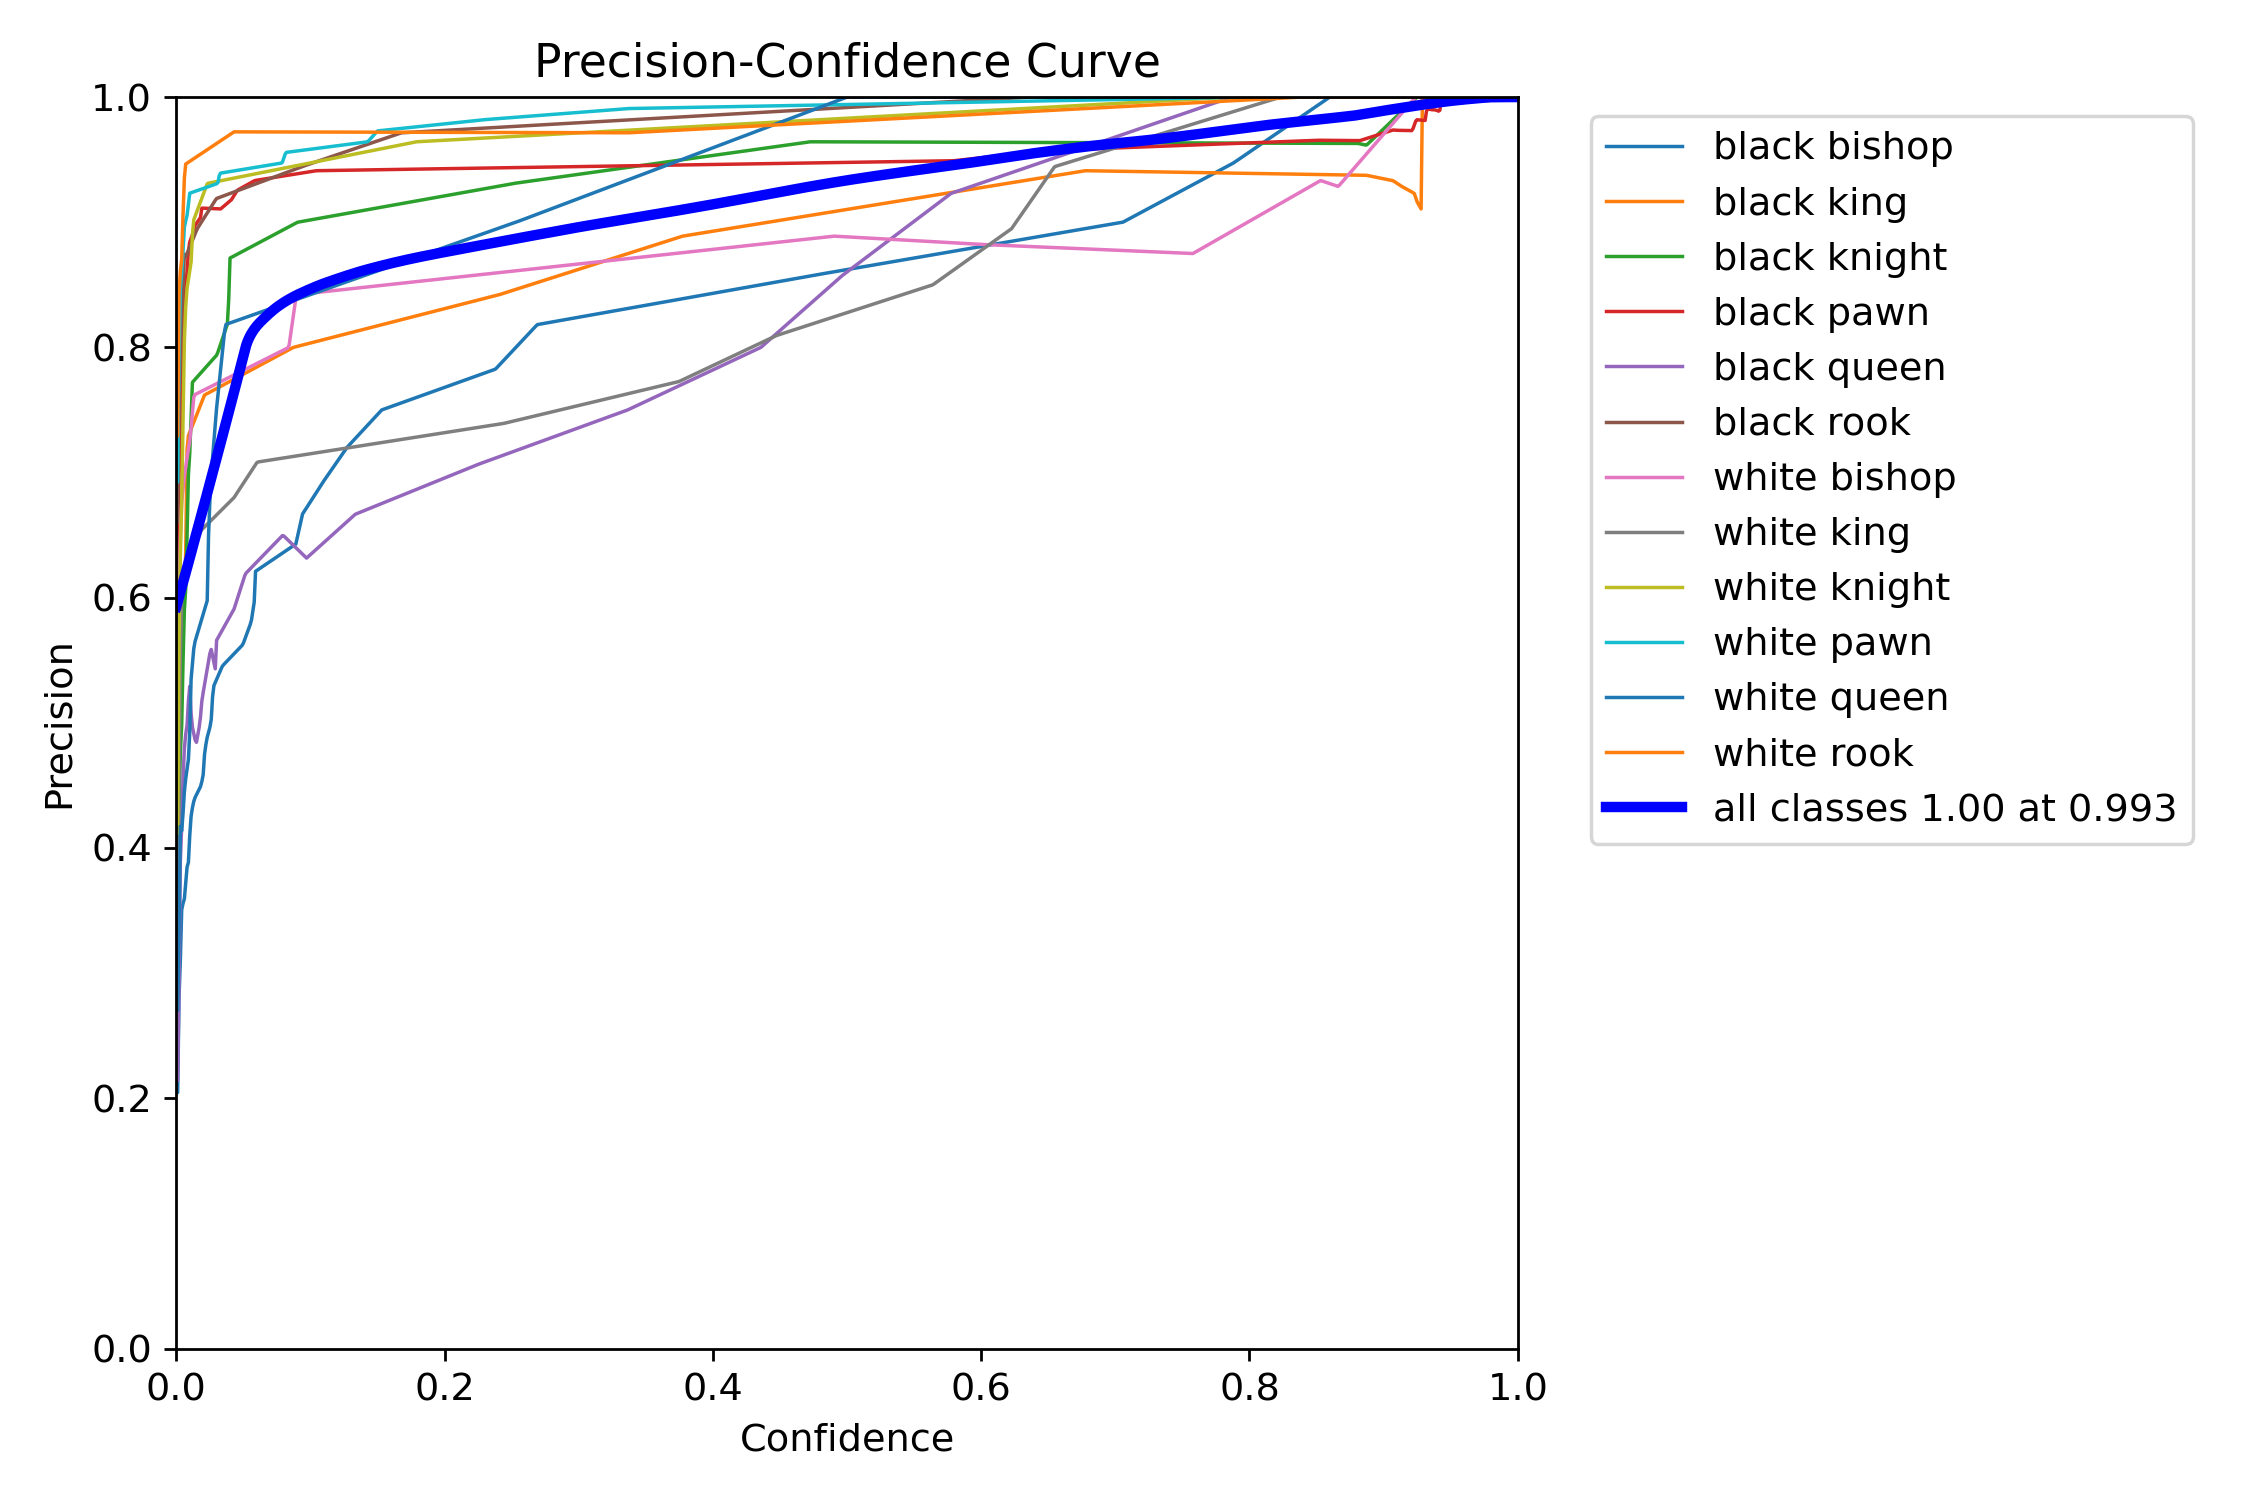 Precision-Confidence Curve
1.0
0.8
0.6
0.4
0.2
0.0
Precision
0.0 0.2 0.4 0.6 0.8 1.0
Confidence
black bishop
black king
black knight
black pawn
black queen
black rook
white bishop
white king
white knight
white pawn
white queen
white rook
all classes 1.00 at 0.993